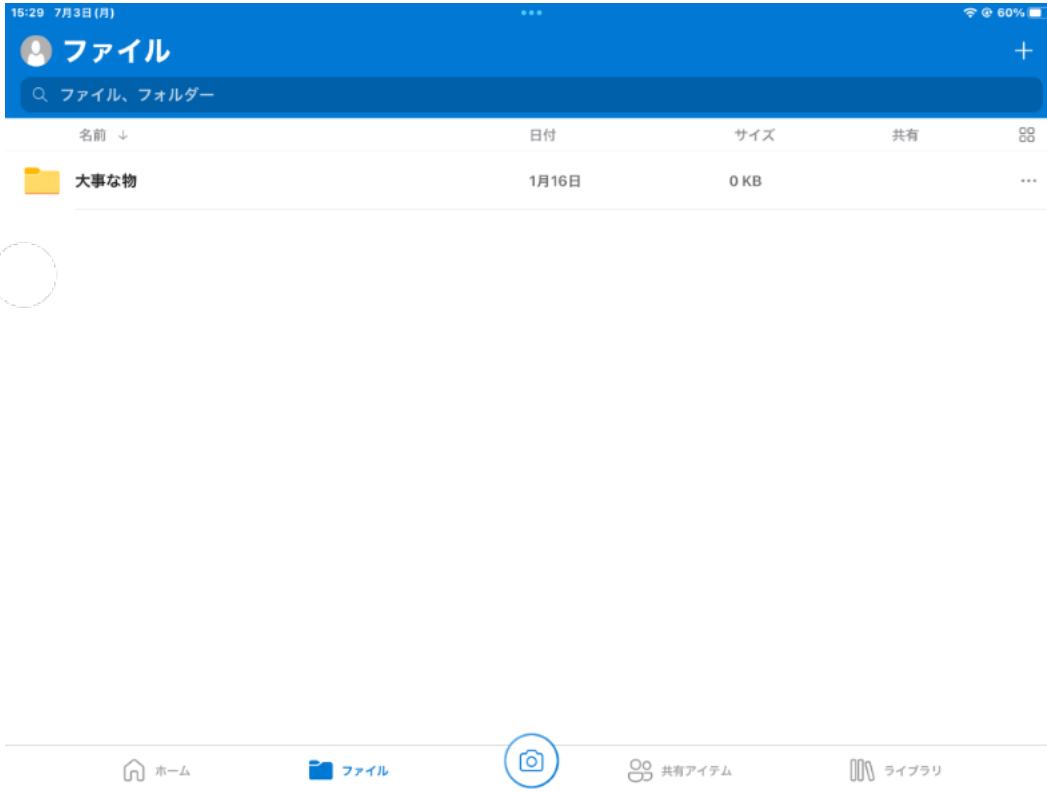 15:29 7月3日(月) 60%
ファイル
ファイル、フォルダー
名前 日付 サイズ 共有
大事な物 1月16日 0 KB
ホーム ファイル 共有アイテム ライブラリ